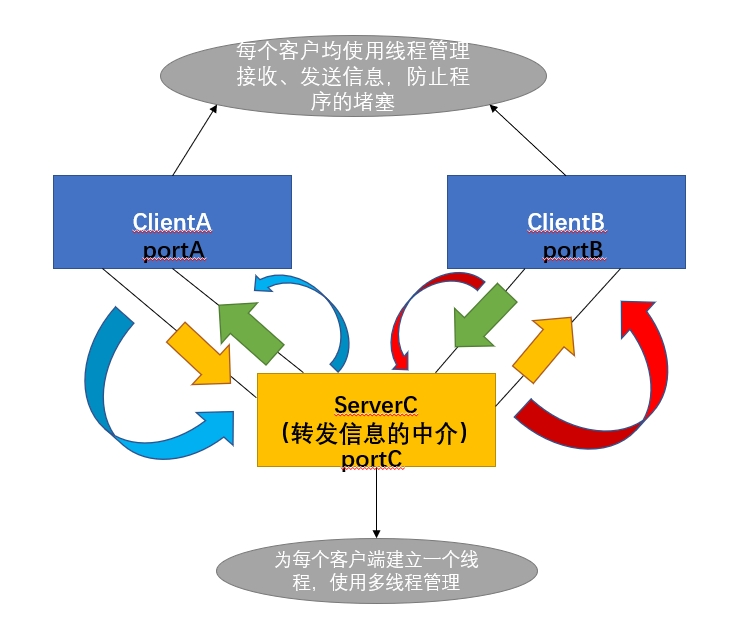 每个客户均使用线程管理
接收、发送信息，防止程
序的堵塞
ClientA
portA
ClientB
portB
ServerC
（转发信息的中介）
portC
为每个客户端建立一个线
程，使用多线程管理